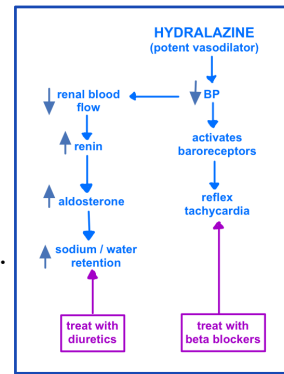 HYDRALAZINE
(potent vasodilator)
BP
renal blood
flow
renin
aldosterone
sodium / water
retention
treat with
diuretics
activates
baroreceptors
reflex
tachycardia
treat with
beta blockers